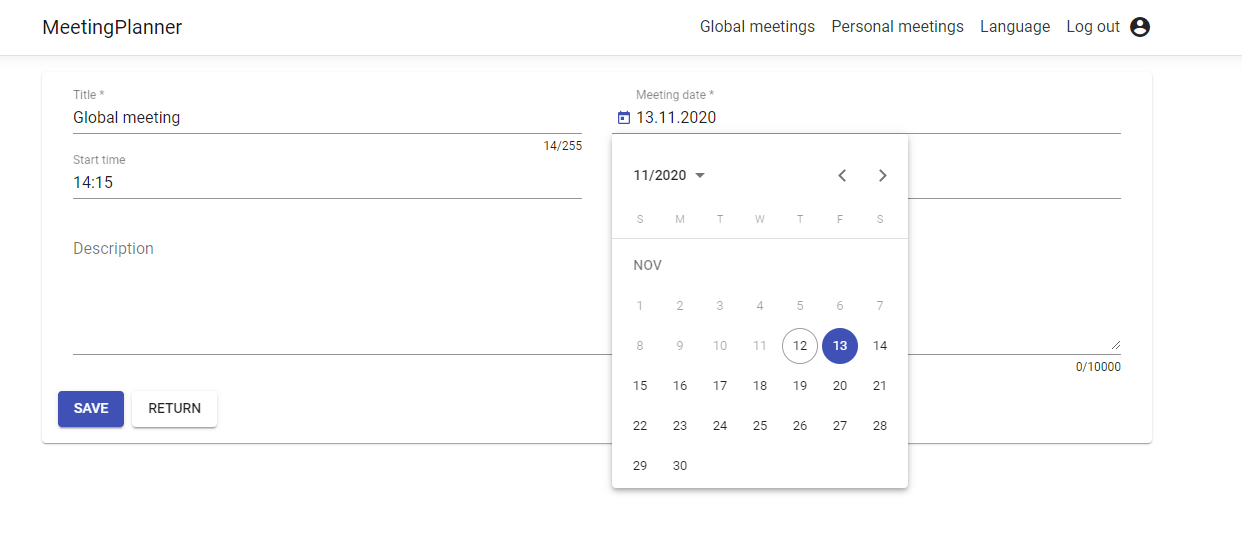 MeetingPlanner
Global meetings Personal meetings Language Log out
Title *
Global meeting
14/255
Meeting date *
13.11.2020
Start time
14:15
Description
0/10000
SAVE RETURN
11/2020
S M T W T F S
NOV
1 2 3 4 5 6 7
8 9 10 11 12 13 14
15 16 17 18 19 20 21
22 23 24 25 26 27 28
29 30